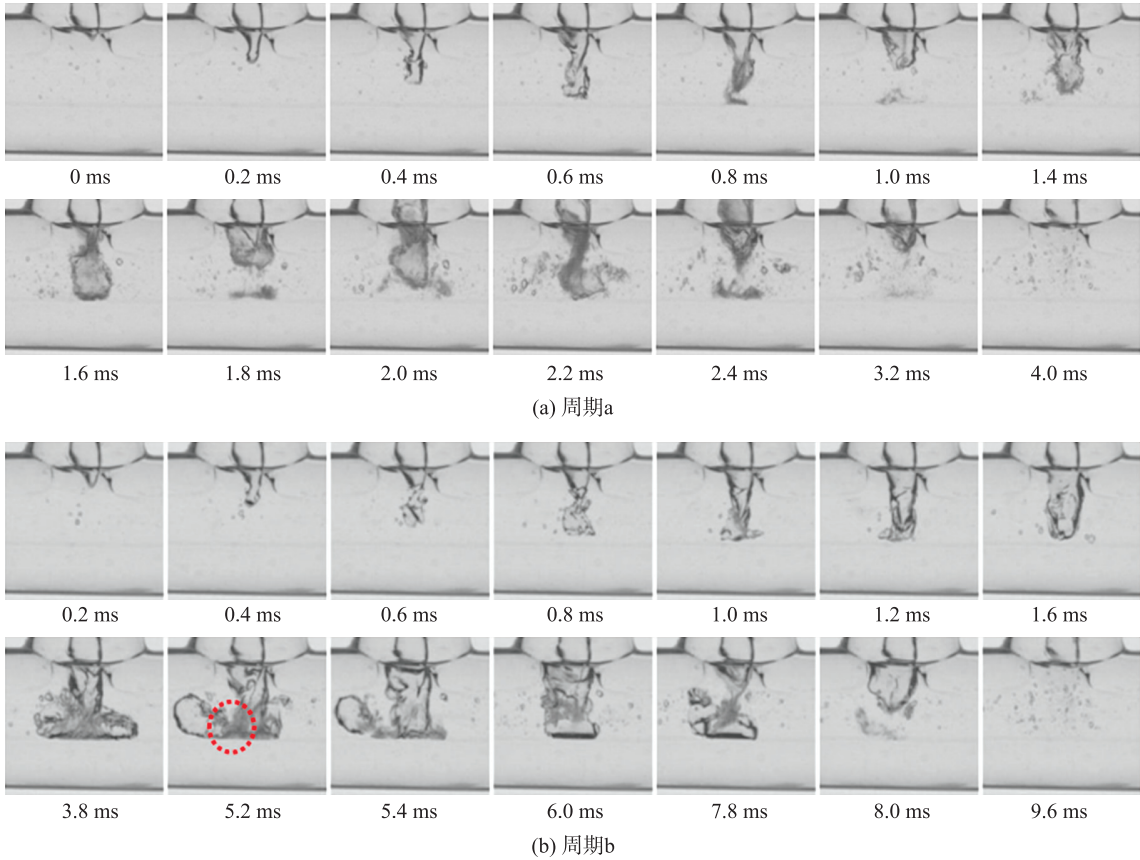 0 ms 0.2 ms 0.4 ms 0.6 ms 0.8 ms 1.0 ms 1.4 ms
1.6 ms 1.8 ms 2.0 ms 2.2 ms 2.4 ms 3.2 ms 4.0 ms
(a) 周期a
0.2 ms 0.4 ms 0.6 ms 0.8 ms 1.0 ms 1.2 ms 1.6 ms
3.8 ms 5.2 ms 5.4 ms 6.0 ms 7.8 ms 8.0 ms 9.6 ms
(b) 周期b